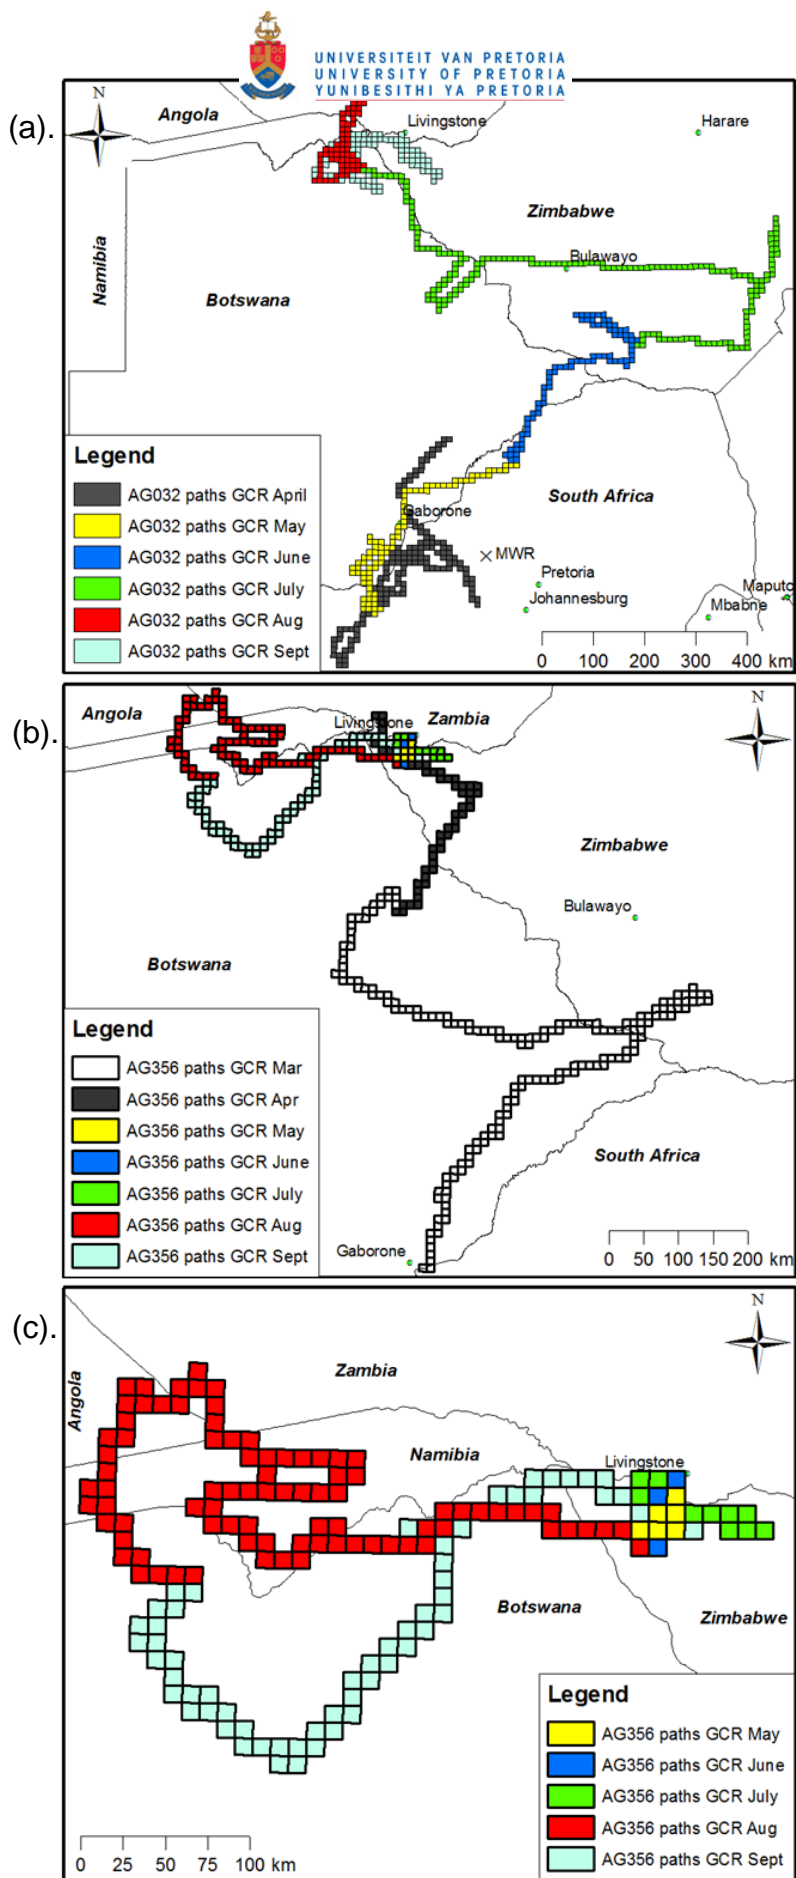 UNIVERSITEIT VAN PRETORIA
UNIVERSITY OF PRETORIA
YUNIBESITHI YA PRETORIA
(a).
N
Angola
Livingstone
Harare
Zimbabwe
Namibia
Botswana
Bulawayo
Legend
AG032 paths GCR April
AG032 paths GCR May
AG032 paths GCR June
AG032 paths GCR July
AG032 paths GCR Aug
AG032 paths GCR Sept
South Africa
Gaborone
MWR
Pretoria
Johannesburg
Maputo
Mbabne
0 100 200 300 400 km
(b).
Angola
Livingstone
Zambia
N
Zimbabwe
Bulawayo
Botswana
Legend
AG356 paths GCR Mar
AG356 paths GCR Apr
AG356 paths GCR May
AG356 paths GCR June
AG356 paths GCR July
AG356 paths GCR Aug
AG356 paths GCR Sept
South Africa
Gaborone
0 50 100 150 200 km
(c).
N
Zambia
Angola
Namibia
Livingstone
Botswana
Zimbabwe
Legend
AG356 paths GCR May
AG356 paths GCR June
AG356 paths GCR July
AG356 paths GCR Aug
AG356 paths GCR Sept
0 25 50 75 100 km